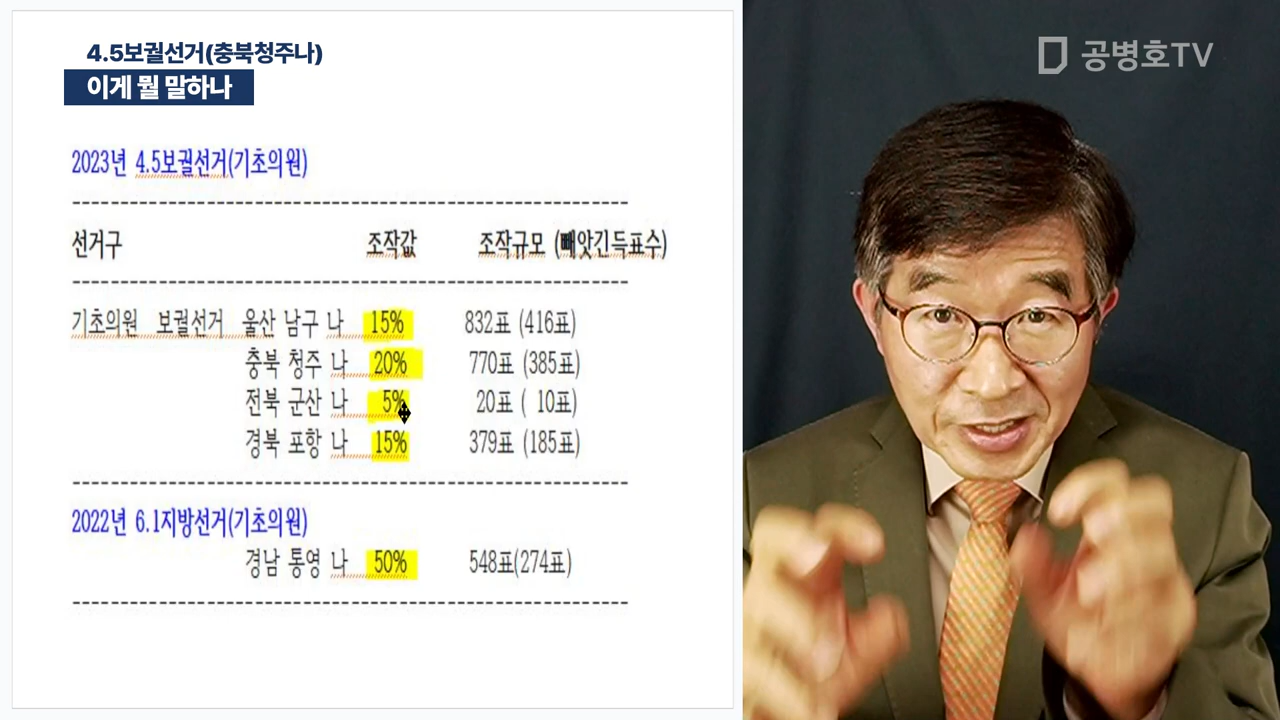 4.5보궐선거(충북청주나)
이게 뭘 말하나
공병호TV
2023년 4.5보궐선거(기초의원)
선거구 조작값 조작규모 (빼앗긴득표수)
기초의원 보궐선거 울산 남구 나 15% 832표 (416표)
충북 청주 나 20% 770표 (385표)
전북 군산 나 5% 20표 ( 10표)
경북 포항 나 15% 379표 (185표)
2022년 6.1지방선거(기초의원)
경남 통영 나 50% 548표(274표)